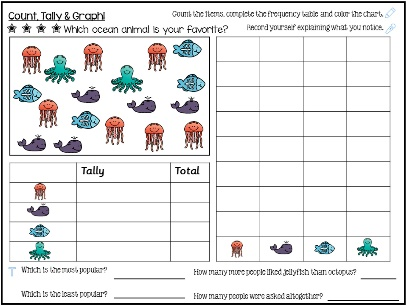 Count, Tally & Graph!
Count the items, complete the frequency table and color the chart.
Which ocean animal is your favorite?
Record yourself explaining what you notice.
Tally Total
Which is the most popular?
How many more people liked jellyfish than octopus?
Which is the least popular?
How many people were asked altogether?